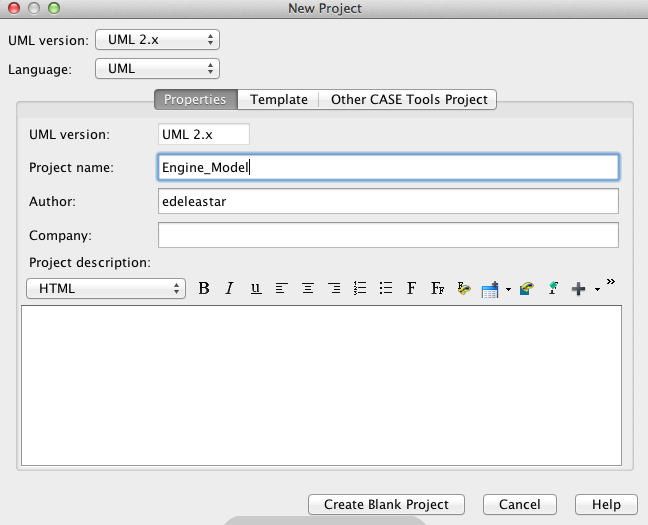 New Project
UML version: UML 2.x
Language: UML
Properties Template Other CASE Tools Project
UML version: UML 2.x
Project name: Engine_Model
Author: edeleastar
Company:
Project description:
HTML B I u F FF »
Create Blank Project Cancel Help